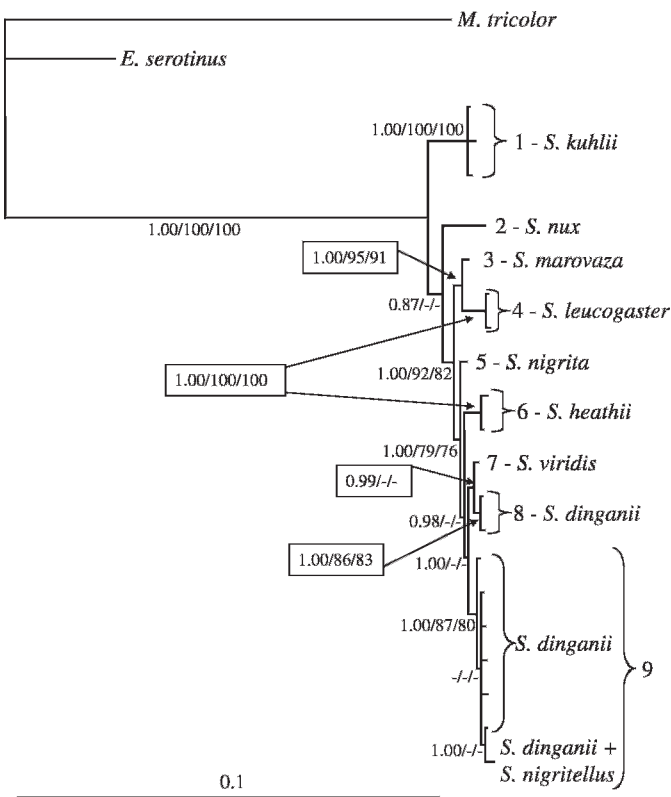 M. tricolor
E. serotinus
1.00/100/100
1 - S. kuhlii
1.00/100/100
2 - S. nux
1.00/95/91
3 - S. marovaza
0.87/-/-
4 - S. leucogaster
1.00/92/82
5 - S. nigrita
1.00/100/100
6 - S. heathii
1.00/79/76
7 - S. viridis
0.99/-/-
8 - S. dinganii
0.98/-/-
1.00/86/83
1.00/-/-
1.00/87/80
S. dinganii
9
-/-/-
1.00/-/-
S. dinganii +
S. nigritellus
0.1